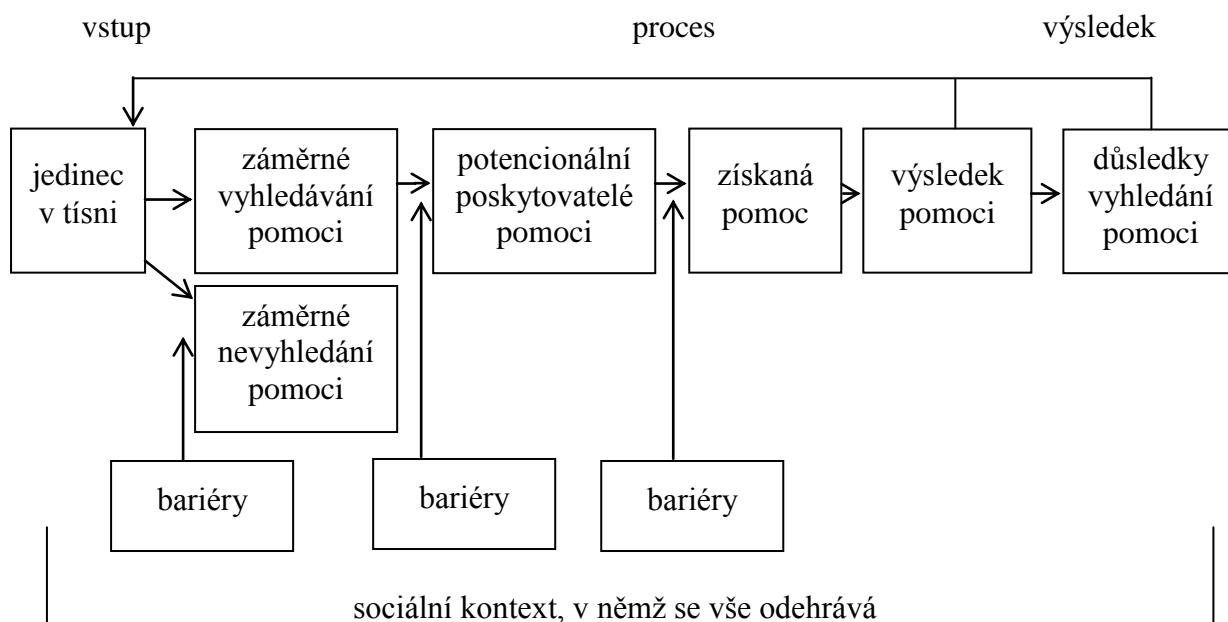 vstup
proces
výsledek
jedinec
v tísni
záměrné
vyhledávání
pomoci
potencionální
poskytovatelé
pomoci
získaná
pomoc
výsledek
pomoci
důsledky
vyhledání
pomoci
záměrné
nevyhledání
pomoci
bariéry
bariéry
bariéry
sociální kontext, v němž se vše odehrává